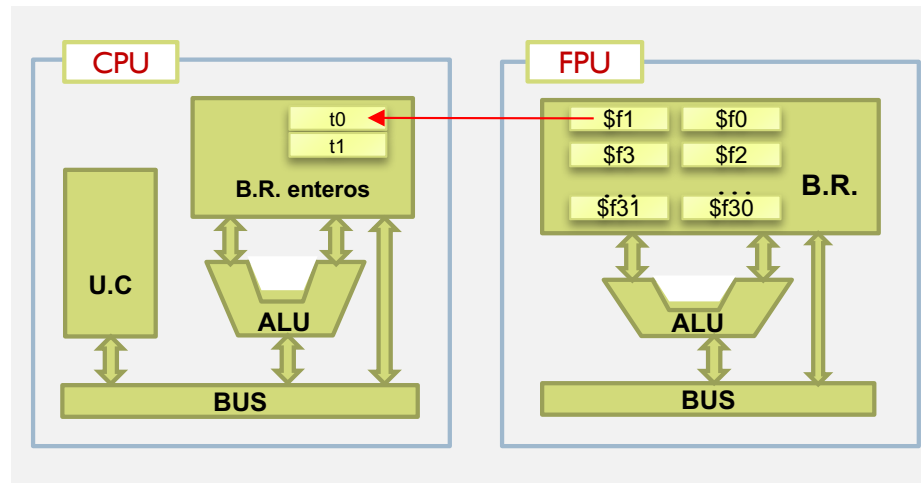 CPU
t0
t1
B.R. enteros
U.C
ALU
BUS
FPU
$f1 $f0
$f3 $f2
... ...
$f31 $f30
B.R.
ALU
BUS